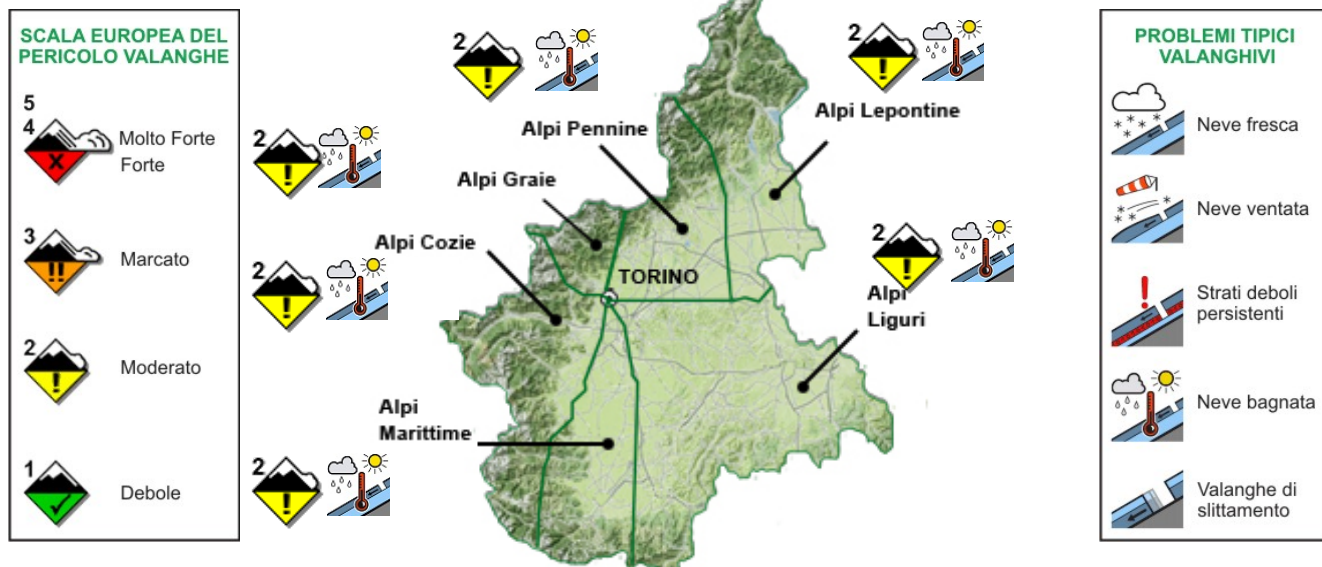 SCALA EUROPEA DEL
PERICOLO VALANGHE
5
4
Molto Forte
Forte
3
Marcato
2
Moderato
1
Debole
2
2
2
2
2
2
Alpi Lepontine
Alpi Pennine
Alpi Graie
Alpi Cozie
TORINO
Alpi
Liguri
Alpi
Marittime
PROBLEMI TIPICI
VALANGHIVI
Neve fresca
Neve ventata
Strati deboli
persistenti
Neve bagnata
Valanghe di
slittamento